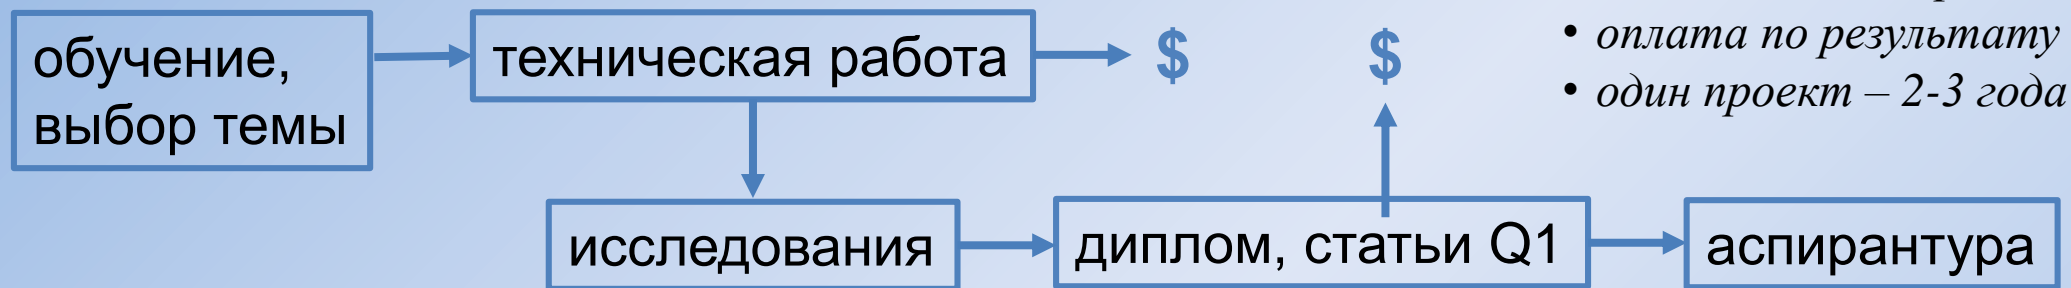 обучение,
выбор темы
техническая работа
$
$
• оплата по результату
• один проект – 2-3 года
исследования
диплом, статьи Q1
аспирантура